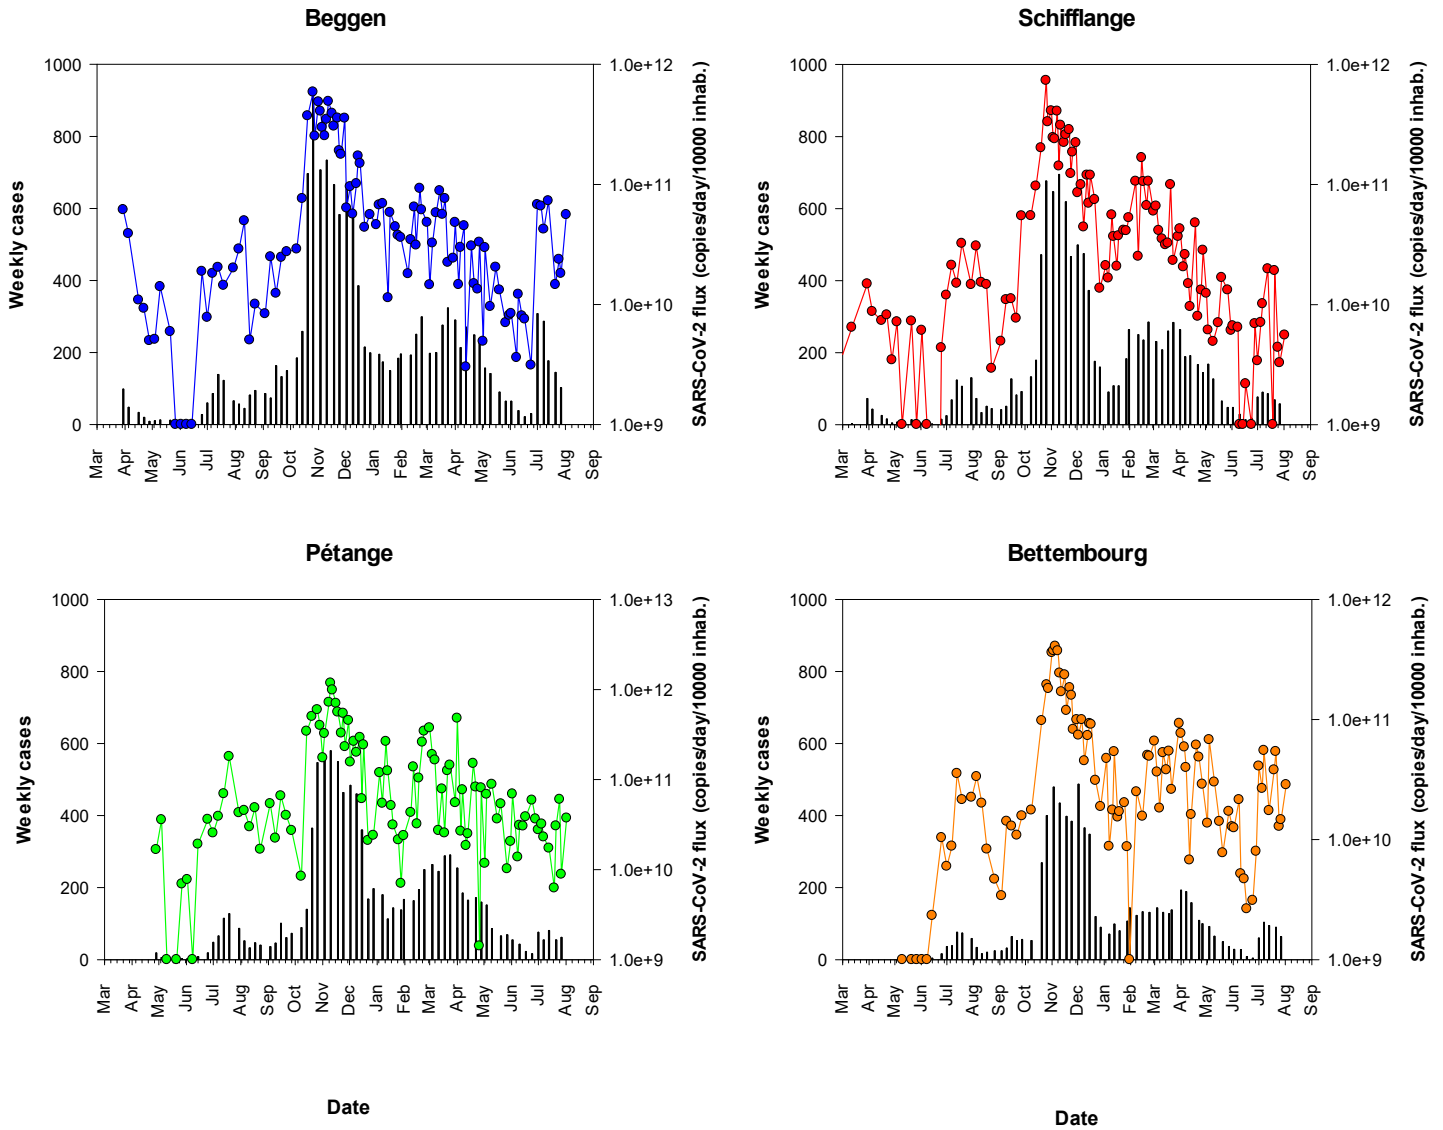 Beggen
1000
800
600
400
200
0
Weekly cases
1.0e+12
1.0e+11
1.0e+10
1.0e+9
SARS-CoV-2 flux (copies/day/10000 inhab.)
Mar Apr May Jun Jul Aug Sep Oct Nov Dec Jan Feb Mar Apr May Jun Jul Aug Sep
Schifflange
1000
800
600
400
200
0
Weekly cases
1.0e+12
1.0e+11
1.0e+10
1.0e+9
SARS-CoV-2 flux (copies/day/10000 inhab.)
Mar Apr May Jun Jul Aug Sep Oct Nov Dec Jan Feb Mar Apr May Jun Jul Aug Sep
Pétange
1000
800
600
400
200
0
Weekly cases
1.0e+13
1.0e+12
1.0e+11
1.0e+10
1.0e+9
SARS-CoV-2 flux (copies/day/10000 inhab.)
Mar Apr May Jun Jul Aug Sep Oct Nov Dec Jan Feb Mar Apr May Jun Jul Aug Sep
Date
Bettembourg
1000
800
600
400
200
0
Weekly cases
1.0e+12
1.0e+11
1.0e+10
1.0e+9
SARS-CoV-2 flux (copies/day/10000 inhab.)
Mar Apr May Jun Jul Aug Sep Oct Nov Dec Jan Feb Mar Apr May Jun Jul Aug Sep
Date